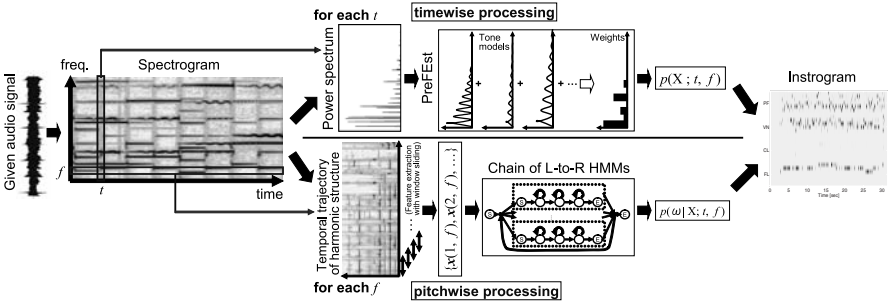 for each t
timewise processing
freq.
Spectrogram
Given audio signal
f
t
time
Power spectrum
PreFEst
Tone models
+
+
+ ...
Weights
p(X ; t, f)
Instrogram
PF
VN
CL
FL
0 5 10 15 20 25 30
Time [sec]
Temporal trajectory of harmonic structure
... (Feature extraction with window sliding)
{x(1, f), x(2, f), ...}
Chain of L-to-R HMMs
S
S
E
S
E
E
p(ω | X; t, f)
for each f
pitchwise processing